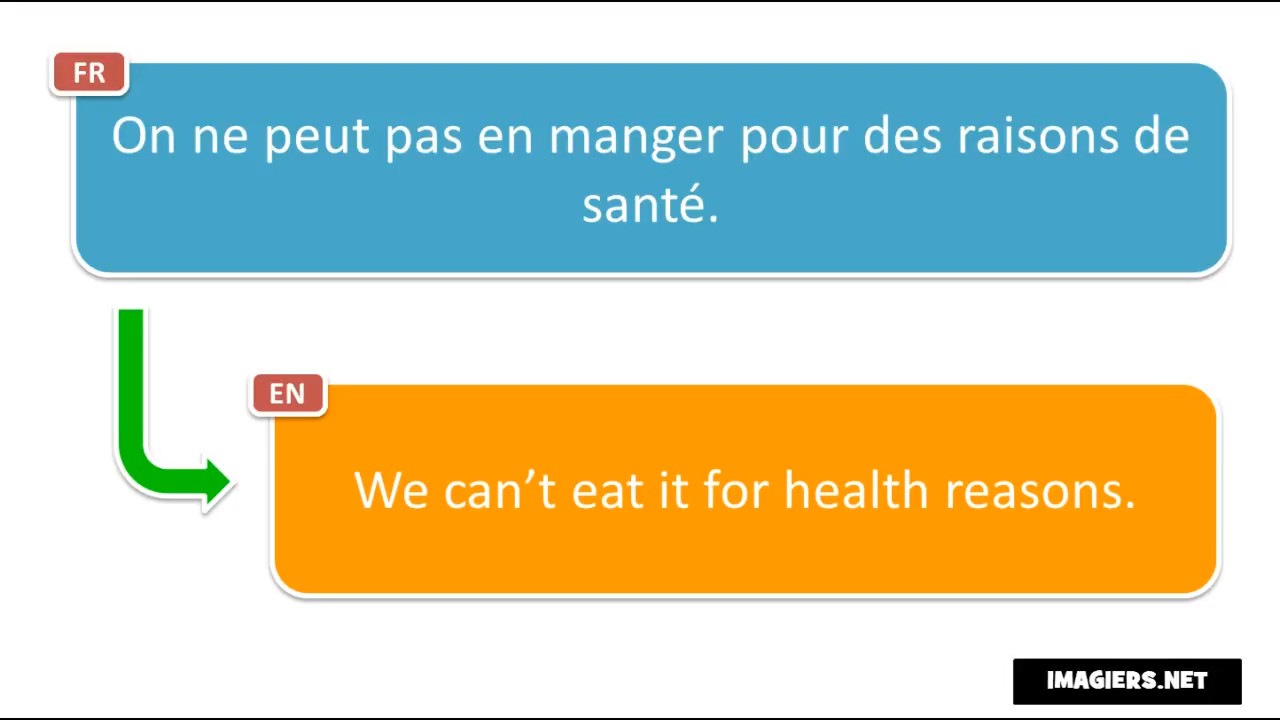 FR
On ne peut pas en manger pour des raisons de
santé.
EN
We can’t eat it for health reasons.
IMAGIERS.NET